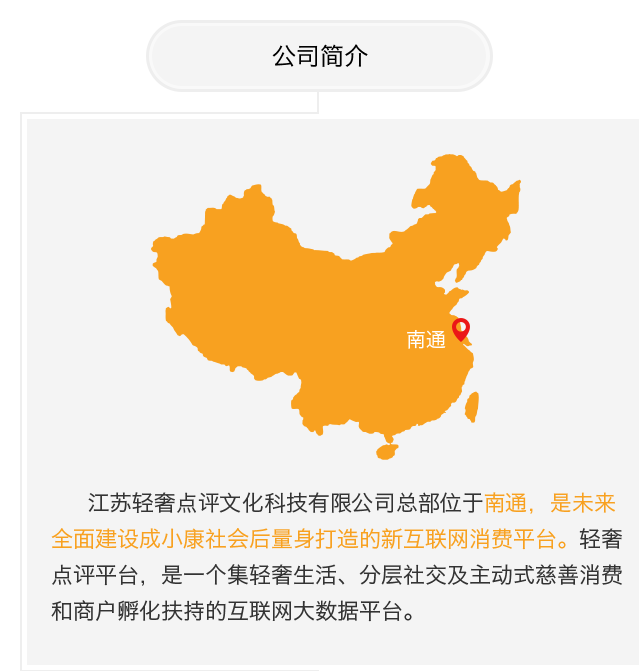 公司简介
南通
江苏轻奢点评文化科技有限公司总部位于南通，是未来
全面建设成小康社会后量身打造的新互联网消费平台。轻奢
点评平台，是一个集轻奢生活、分层社交及主动式慈善消费
和商户孵化扶持的互联网大数据平台。